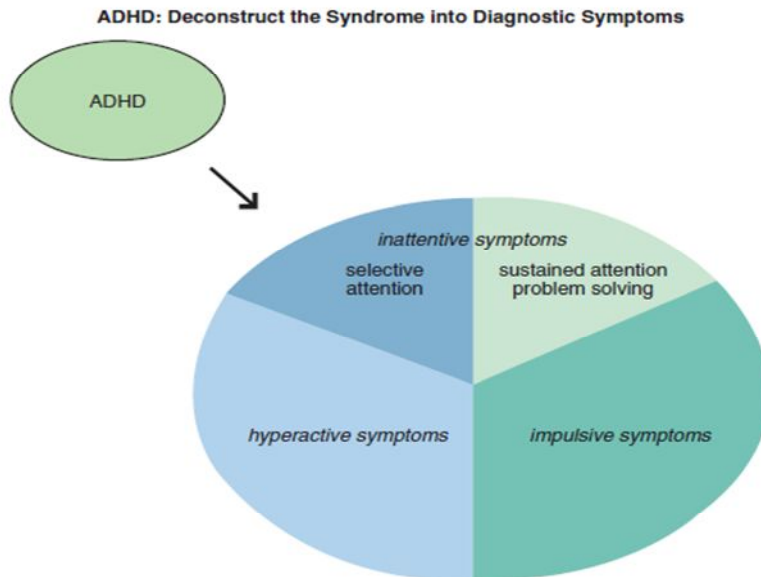 ADHD: Deconstruct the Syndrome into Diagnostic Symptoms
ADHD
inattentive symptoms
selective
attention
sustained attention
problem solving
hyperactive symptoms
impulsive symptoms